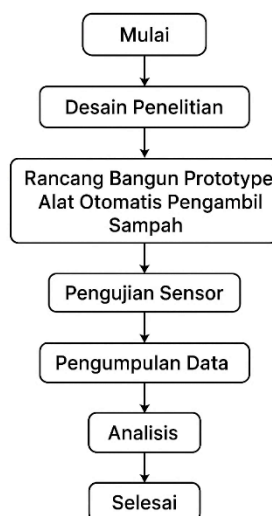 Mulai
Desain Penelitian
Rancang Bangun Prototype
Alat Otomatis Pengambil
Sampah
Pengujian Sensor
Pengumpulan Data
Analisis
Selesai